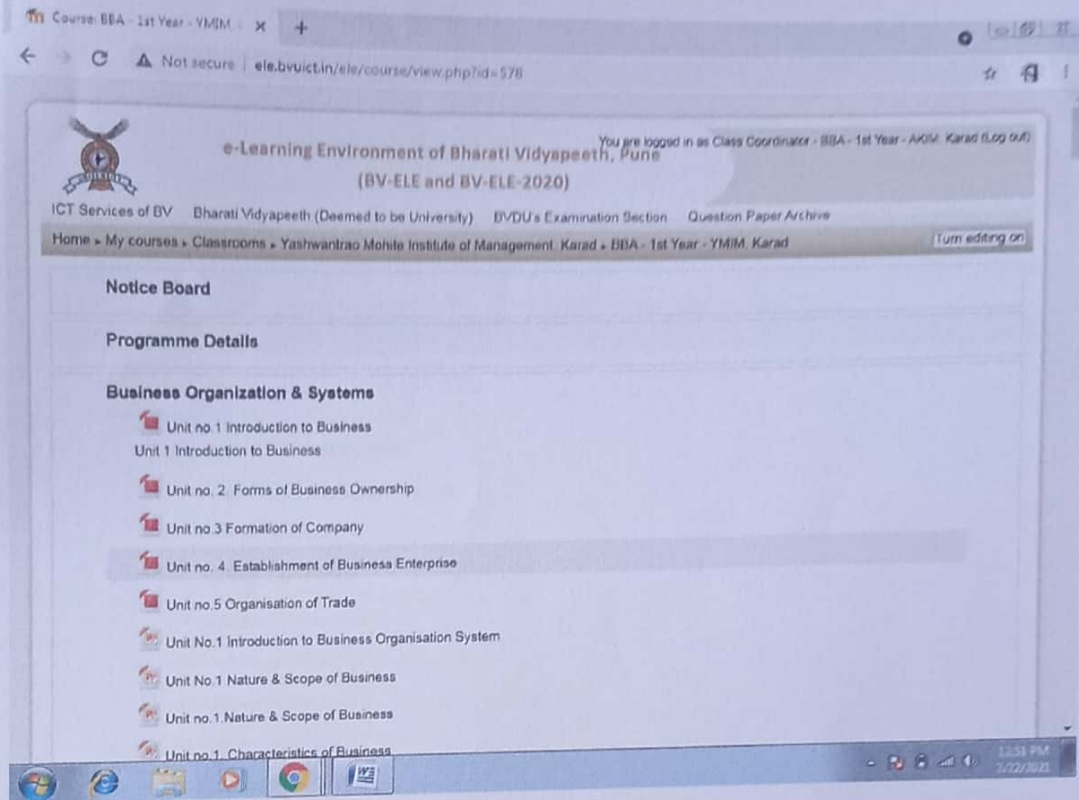 Course: BBA - 1st Year - YMIM,
Not secure | ele.bvuict.in/ele/course/view.php?id=578
You are logged in as Class Coordinator - BBA - 1st Year - Karad (Log out)
e-Learning Environment of Bharati Vidyapeeth, Pune
(BV-ELE and BV-ELE-2020)
ICT Services of BV Bharati Vidyapeeth (Deemed to be University) BVDU's Examination Section Question Paper Archive
Home ► My courses ► Classrooms ► Yashwantrao Mohite Institute of Management, Karad ► BBA - 1st Year - YMIM, Karad Turn editing on
Notice Board
Programme Details
Business Organization & Systems
Unit no.1 Introduction to Business
Unit 1 Introduction to Business
Unit no. 2. Forms of Business Ownership
Unit no.3 Formation of Company
Unit no. 4. Establishment of Business Enterprise
Unit no.5 Organisation of Trade
Unit No.1 Introduction to Business Organisation System
Unit No.1 Nature & Scope of Business
Unit no.1.Nature & Scope of Business
Unit no.1. Characteristics of Business
12:51 PM
2/22/2021